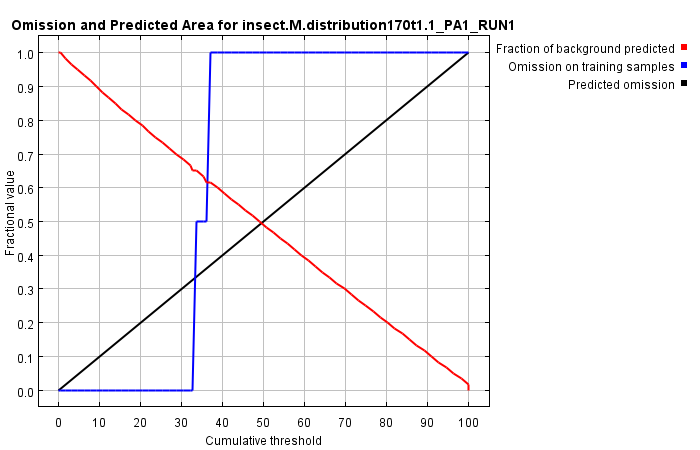 Omission and Predicted Area for insect.M.distribution170t1.1_PA1_RUN1
Fraction of background predicted
Omission on training samples
Predicted omission
Fractional value
1.0
0.9
0.8
0.7
0.6
0.5
0.4
0.3
0.2
0.1
0.0
0 10 20 30 40 50 60 70 80 90 100
Cumulative threshold